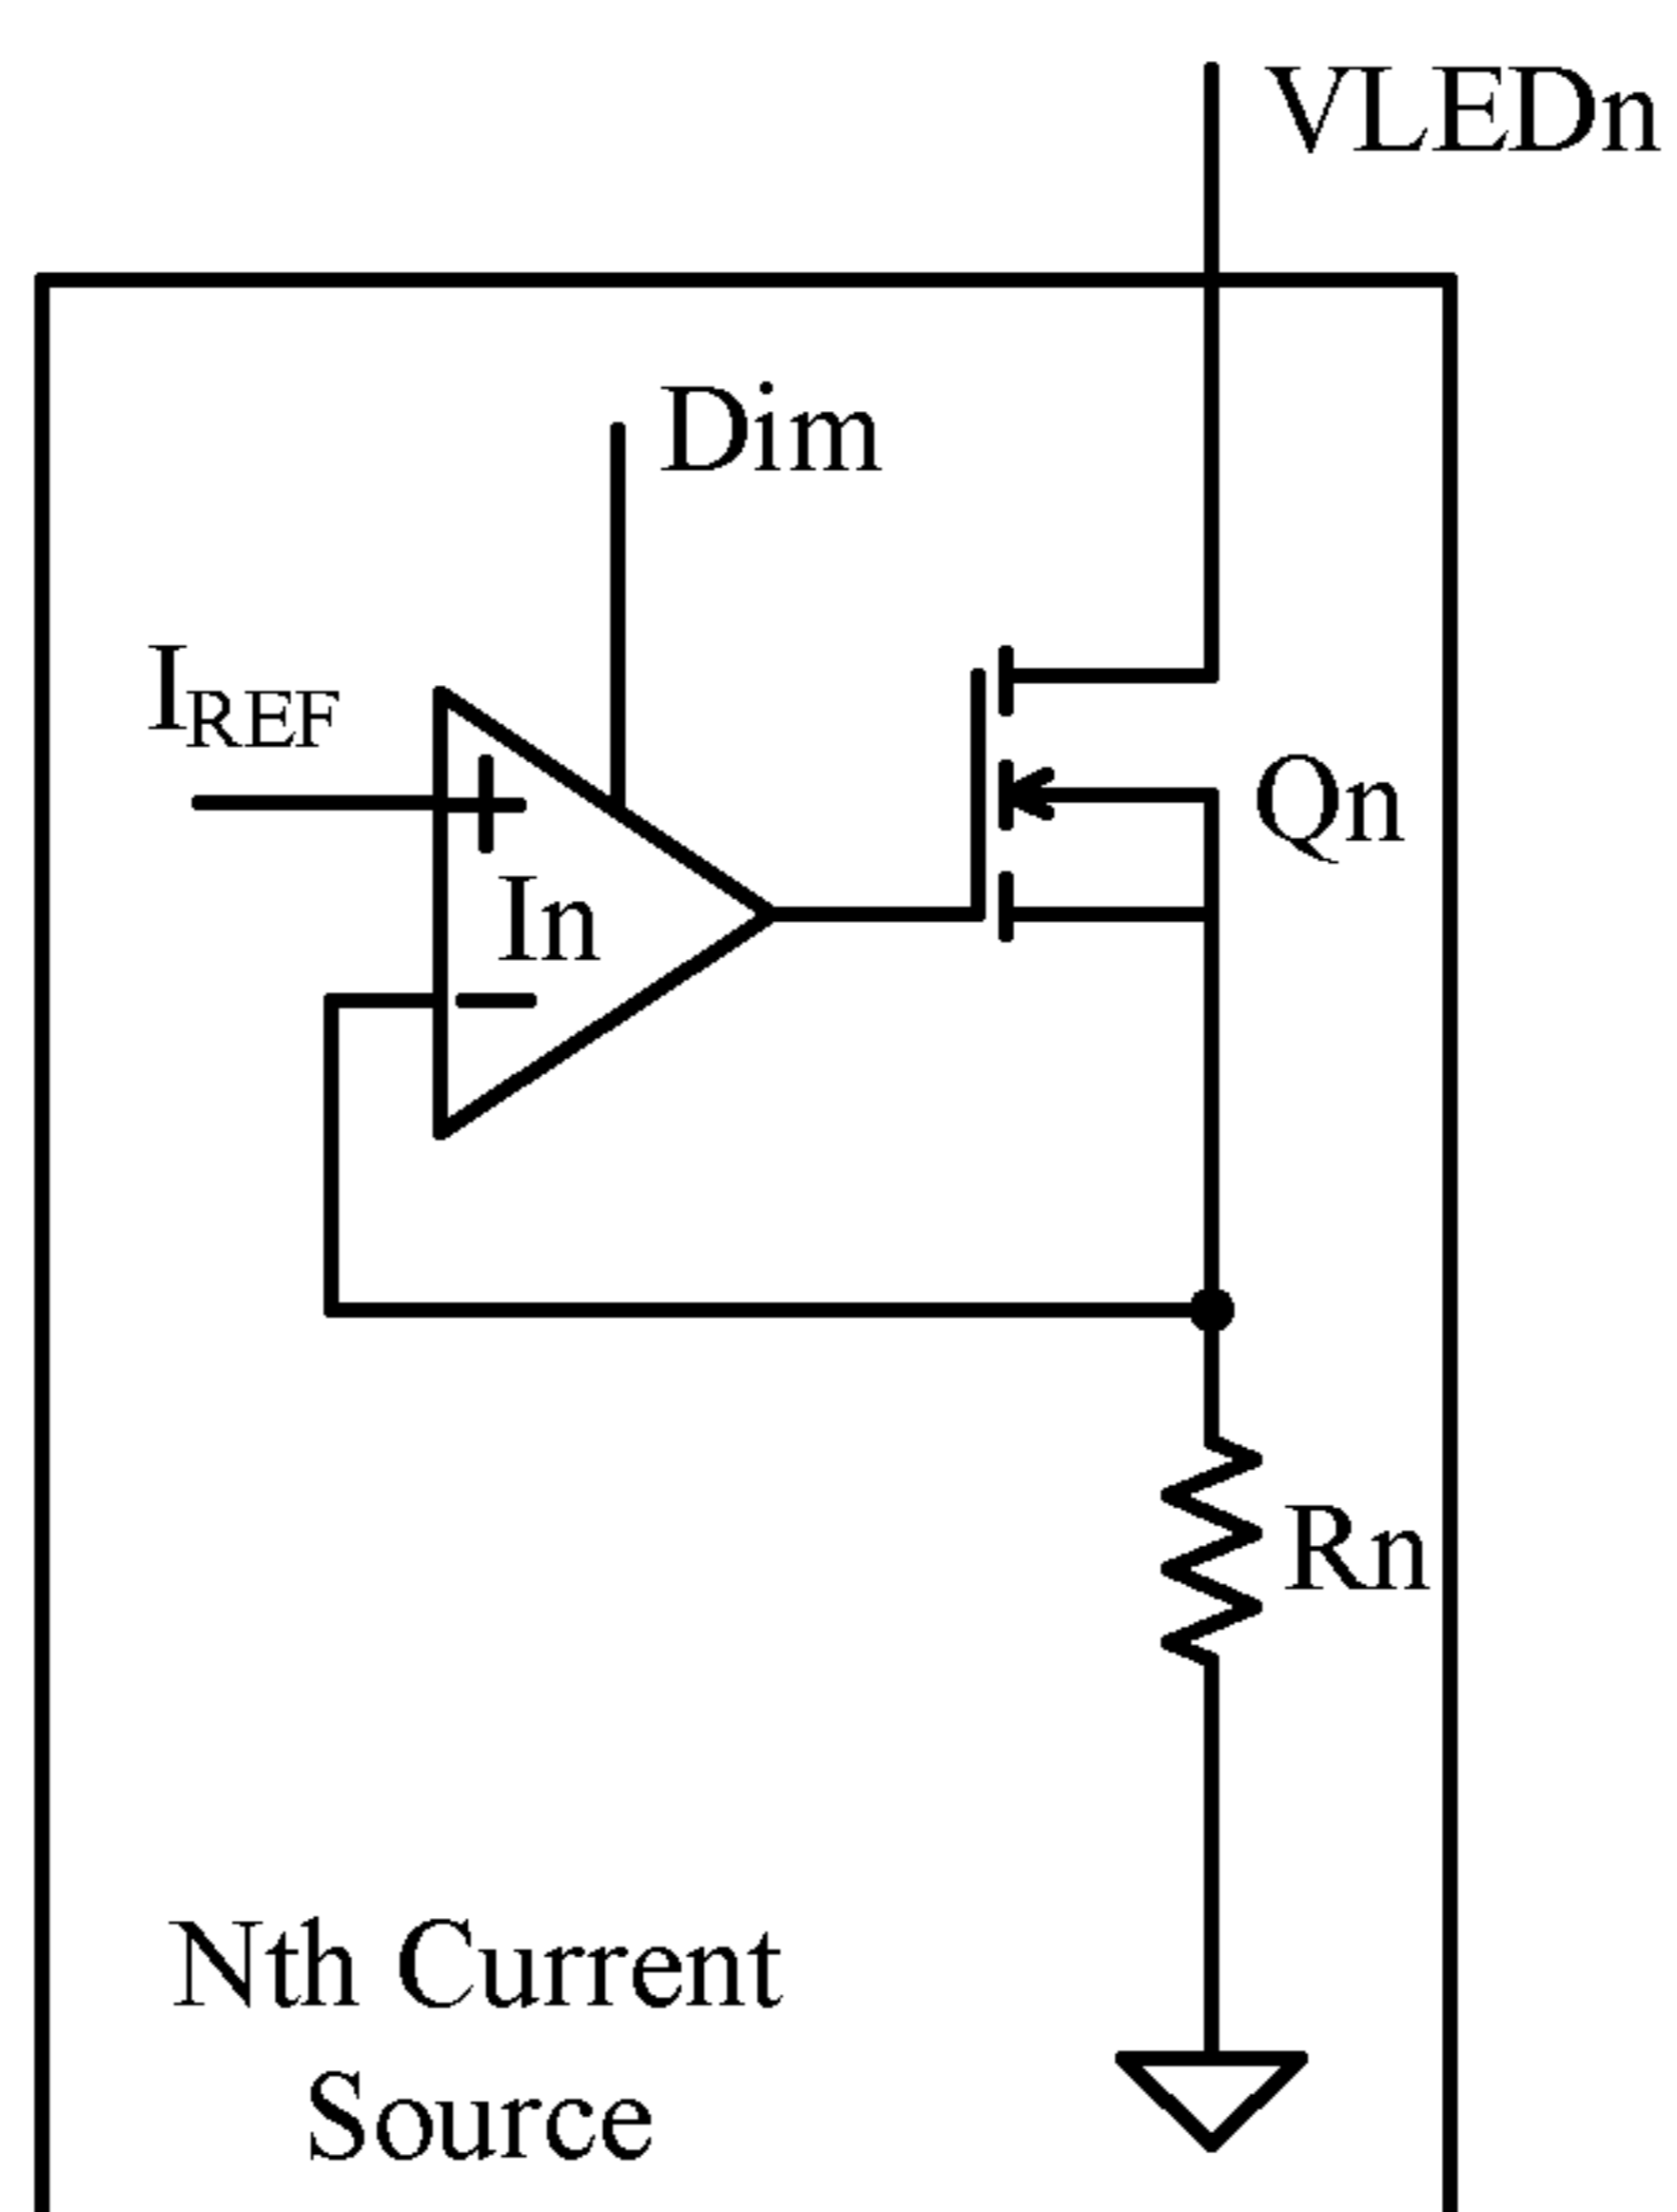 VLEDn
Dim
IREF
+
Qn
In
−
Rn
Nth Current
Source